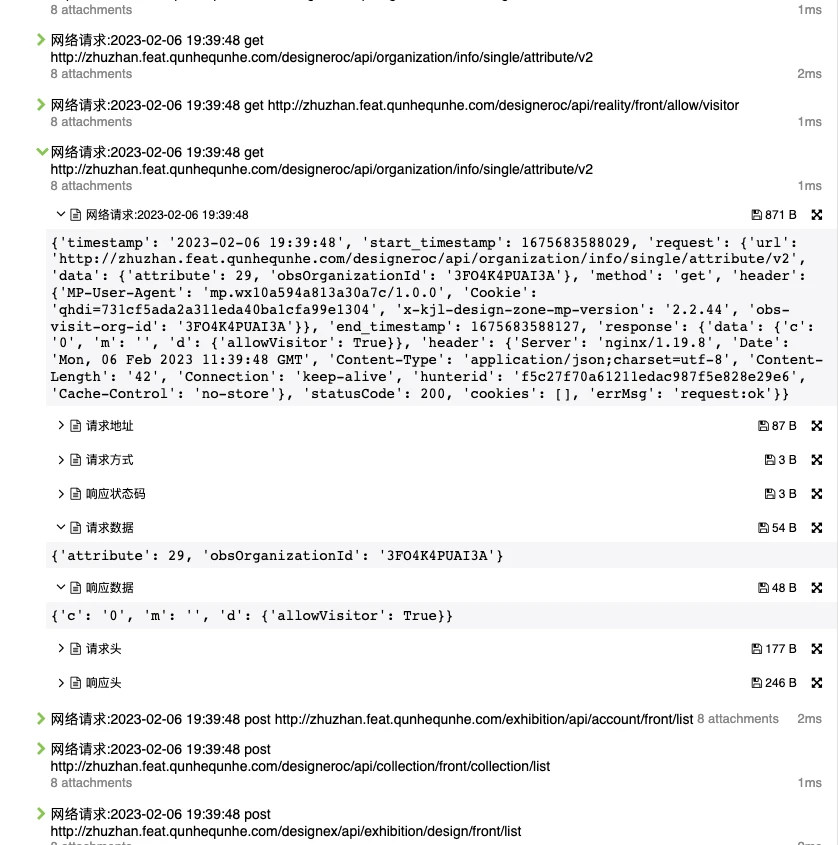 8 attachments 1ms
网络请求:2023-02-06 19:39:48 get
http://zhuzhan.feat.qunhequnhe.com/designeroc/api/organization/info/single/attribute/v2
8 attachments 2ms
网络请求:2023-02-06 19:39:48 get http://zhuzhan.feat.qunhequnhe.com/designeroc/api/reality/front/allow/visitor
8 attachments 1ms
网络请求:2023-02-06 19:39:48 get
http://zhuzhan.feat.qunhequnhe.com/designeroc/api/organization/info/single/attribute/v2
8 attachments 1ms
网络请求:2023-02-06 19:39:48 871 B
{'timestamp': '2023-02-06 19:39:48', 'start_timestamp': 1675683588029, 'request': {'url':
'http://zhuzhan.feat.qunhequnhe.com/designeroc/api/organization/info/single/attribute/v2',
'data': {'attribute': 29, 'obsOrganizationId': '3FO4K4PUAI3A'}, 'method': 'get', 'header':
{'MP-User-Agent': 'mp.wx10a594a813a30a7c/1.0.0', 'Cookie':
'qhdi=731cf5ada2a311eda40ba1cfa99e1304', 'x-kjl-design-zone-mp-version': '2.2.44', 'obs-
visit-org-id': '3FO4K4PUAI3A'}}, 'end_timestamp': 1675683588127, 'response': {'data': {'c':
'0', 'm': '', 'd': {'allowVisitor': True}}, 'header': {'Server': 'nginx/1.19.8', 'Date':
'Mon, 06 Feb 2023 11:39:48 GMT', 'Content-Type': 'application/json;charset=utf-8', 'Content-
Length': '42', 'Connection': 'keep-alive', 'hunterid': 'f5c27f70a61211edac987f5e828e29e6',
'Cache-Control': 'no-store'}, 'statusCode': 200, 'cookies': [], 'errMsg': 'request:ok'}}
请求地址 87 B
请求方式 3 B
响应状态码 3 B
请求数据 54 B
{'attribute': 29, 'obsOrganizationId': '3FO4K4PUAI3A'}
响应数据 48 B
{'c': '0', 'm': '', 'd': {'allowVisitor': True}}
请求头 177 B
响应头 246 B
网络请求:2023-02-06 19:39:48 post http://zhuzhan.feat.qunhequnhe.com/exhibition/api/account/front/list 8 attachments 2ms
网络请求:2023-02-06 19:39:48 post
http://zhuzhan.feat.qunhequnhe.com/designeroc/api/collection/front/collection/list
8 attachments 1ms
网络请求:2023-02-06 19:39:48 post
http://zhuzhan.feat.qunhequnhe.com/designex/api/exhibition/design/front/list